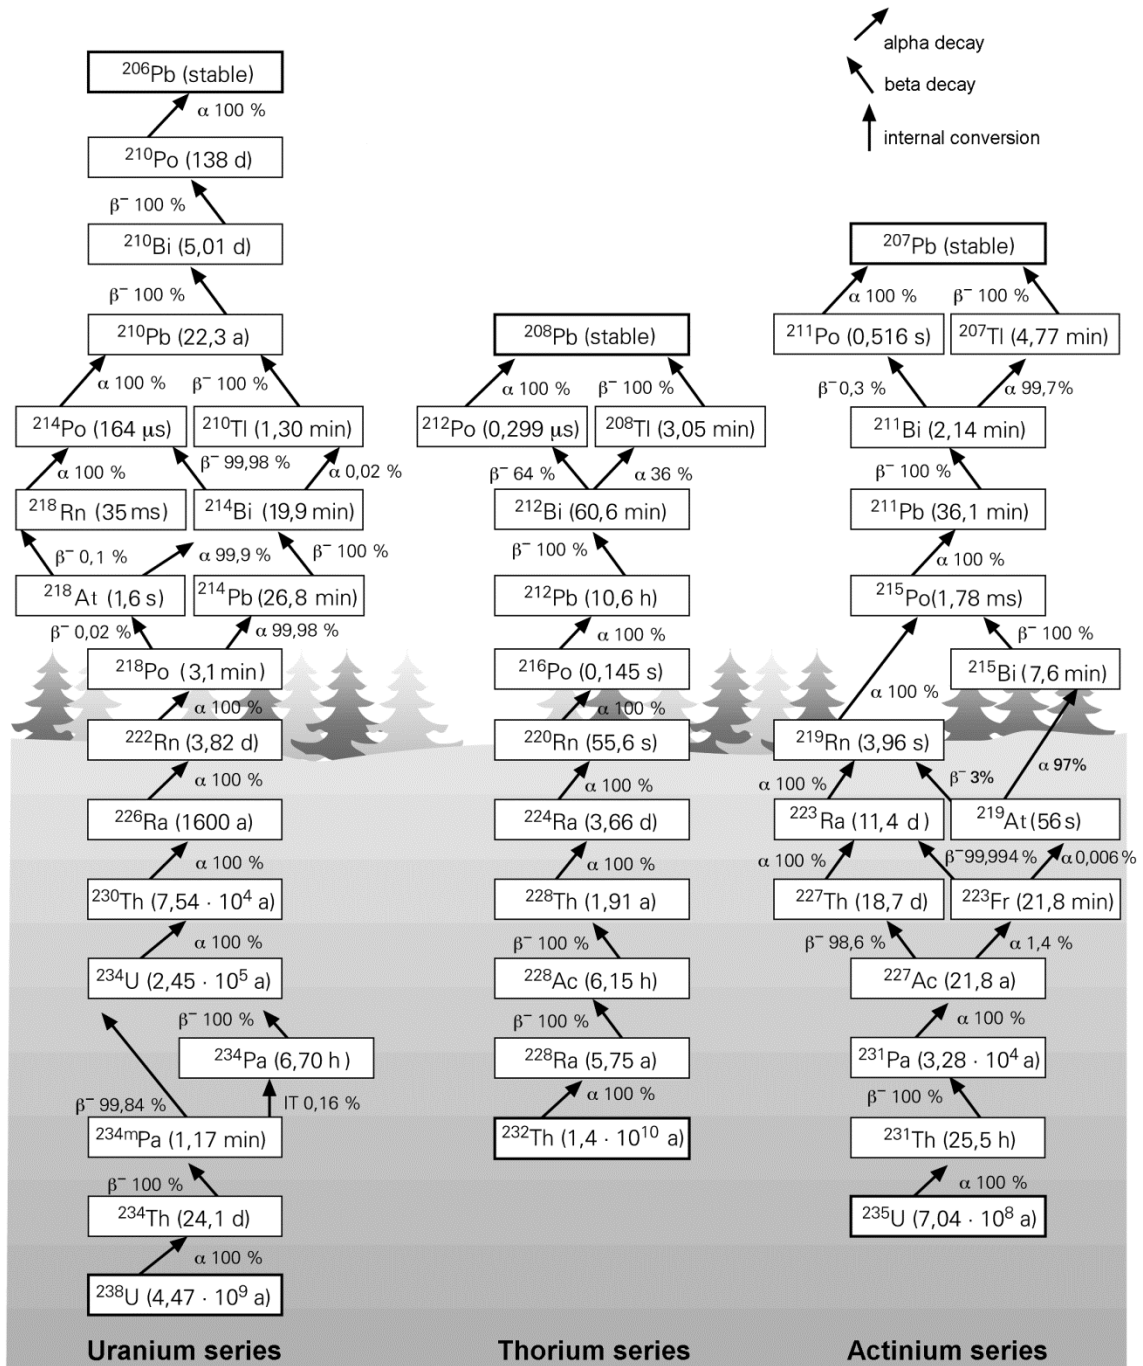 alpha decay
beta decay
internal conversion
²⁰⁶Pb (stable)
α 100 %
²¹⁰Po (138 d)
β⁻ 100 %
²¹⁰Bi (5,01 d)
β⁻ 100 %
²¹⁰Pb (22,3 a)
α 100 %
β⁻ 100 %
²¹⁴Po (164 µs)
²¹⁰Tl (1,30 min)
α 100 %
β⁻ 99,98 %
α 0,02 %
²¹⁸Rn (35 ms)
²¹⁴Bi (19,9 min)
β⁻ 0,1 %
α 99,9 %
β⁻ 100 %
²¹⁸At (1,6 s)
²¹⁴Pb (26,8 min)
β⁻ 0,02 %
α 99,98 %
²¹⁸Po (3,1 min)
α 100 %
²²²Rn (3,82 d)
α 100 %
²²⁶Ra (1600 a)
α 100 %
²³⁰Th (7,54 · 10⁴ a)
α 100 %
²³⁴U (2,45 · 10⁵ a)
β⁻ 100 %
²³⁴Pa (6,70 h)
β⁻ 99,84 %
IT 0,16 %
²³⁴ᵐPa (1,17 min)
β⁻ 100 %
²³⁴Th (24,1 d)
α 100 %
²³⁸U (4,47 · 10⁹ a)
Uranium series
²⁰⁸Pb (stable)
α 100 %
β⁻ 100 %
²¹²Po (0,299 µs)
²⁰⁸Tl (3,05 min)
β⁻ 64 %
α 36 %
²¹²Bi (60,6 min)
β⁻ 100 %
²¹²Pb (10,6 h)
α 100 %
²¹⁶Po (0,145 s)
α 100 %
²²⁰Rn (55,6 s)
α 100 %
²²⁴Ra (3,66 d)
α 100 %
²²⁸Th (1,91 a)
β⁻ 100 %
²²⁸Ac (6,15 h)
β⁻ 100 %
²²⁸Ra (5,75 a)
α 100 %
²³²Th (1,4 · 10¹⁰ a)
Thorium series
²⁰⁷Pb (stable)
α 100 %
β⁻ 100 %
²¹¹Po (0,516 s)
²⁰⁷Tl (4,77 min)
β⁻ 0,3 %
α 99,7%
²¹¹Bi (2,14 min)
β⁻ 100 %
²¹¹Pb (36,1 min)
α 100 %
²¹⁵Po(1,78 ms)
β⁻ 100 %
²¹⁵Bi (7,6 min)
α 100 %
²¹⁹Rn (3,96 s)
β⁻ 3%
α 97%
α 100 %
²²³Ra (11,4 d)
²¹⁹At (56 s)
α 100 %
β⁻99,994 %
α 0,006 %
²²⁷Th (18,7 d)
²²³Fr (21,8 min)
β⁻ 98,6 %
α 1,4 %
²²⁷Ac (21,8 a)
α 100 %
²³¹Pa (3,28 · 10⁴ a)
β⁻ 100 %
²³¹Th (25,5 h)
α 100 %
²³⁵U (7,04 · 10⁸ a)
Actinium series